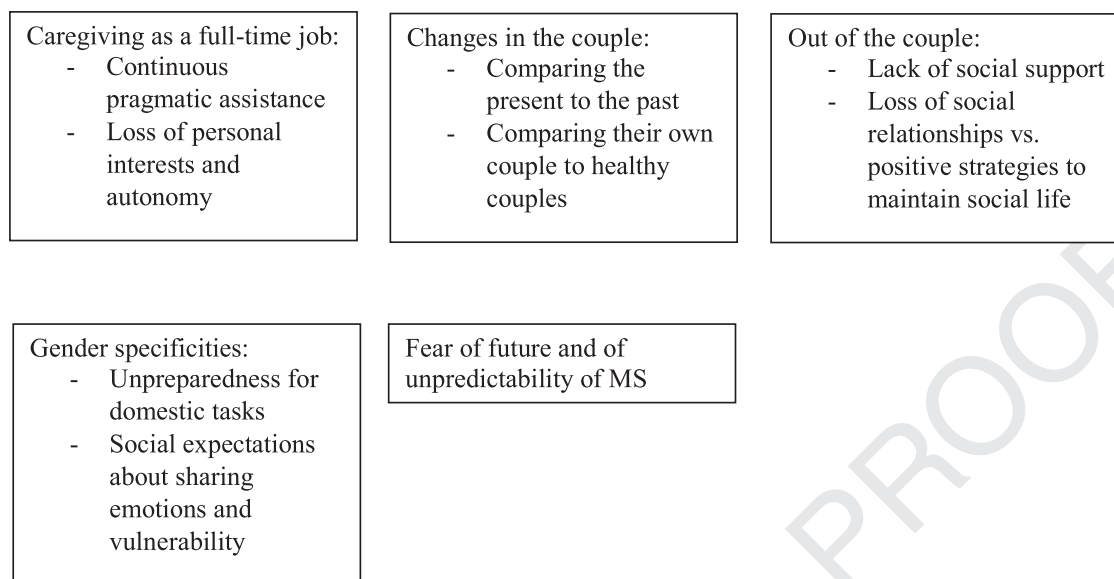 Caregiving as a full-time job:
- Continuous
pragmatic assistance
- Loss of personal
interests and
autonomy
Changes in the couple:
- Comparing the
present to the past
- Comparing their own
couple to healthy
couples
Out of the couple:
- Lack of social support
- Loss of social
relationships vs.
positive strategies to
maintain social life
Gender specificities:
- Unpreparedness for
domestic tasks
- Social expectations
about sharing
emotions and
vulnerability
Fear of future and of
unpredictability of MS
PROOF